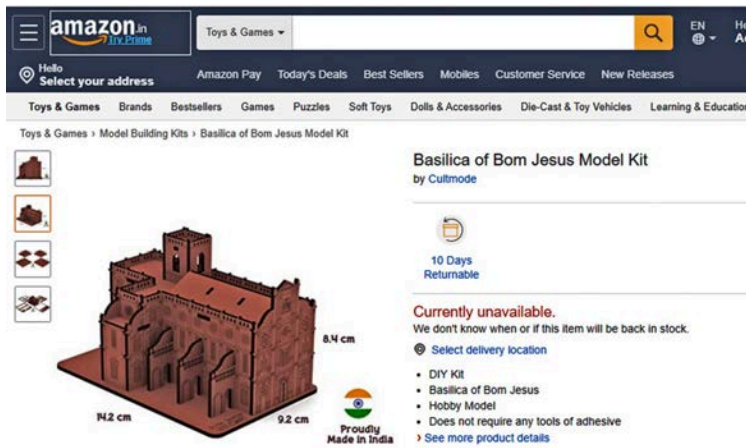 amazon.in
Try Prime
Toys & Games
EN
Hello
Select your address
Amazon Pay Today's Deals Best Sellers Mobiles Customer Service New Releases
Toys & Games Brands Bestsellers Games Puzzles Soft Toys Dolls & Accessories Die-Cast & Toy Vehicles Learning & Education
Toys & Games › Model Building Kits › Basilica of Bom Jesus Model Kit
Basilica of Bom Jesus Model Kit
by Cultmode
10 Days
Returnable
Currently unavailable.
We don't know when or if this item will be back in stock.
Select delivery location
• DIY Kit
• Basilica of Bom Jesus
• Hobby Model
• Does not require any tools of adhesive
› See more product details
8.4 cm
14.2 cm
9.2 cm
Proudly
Made in India